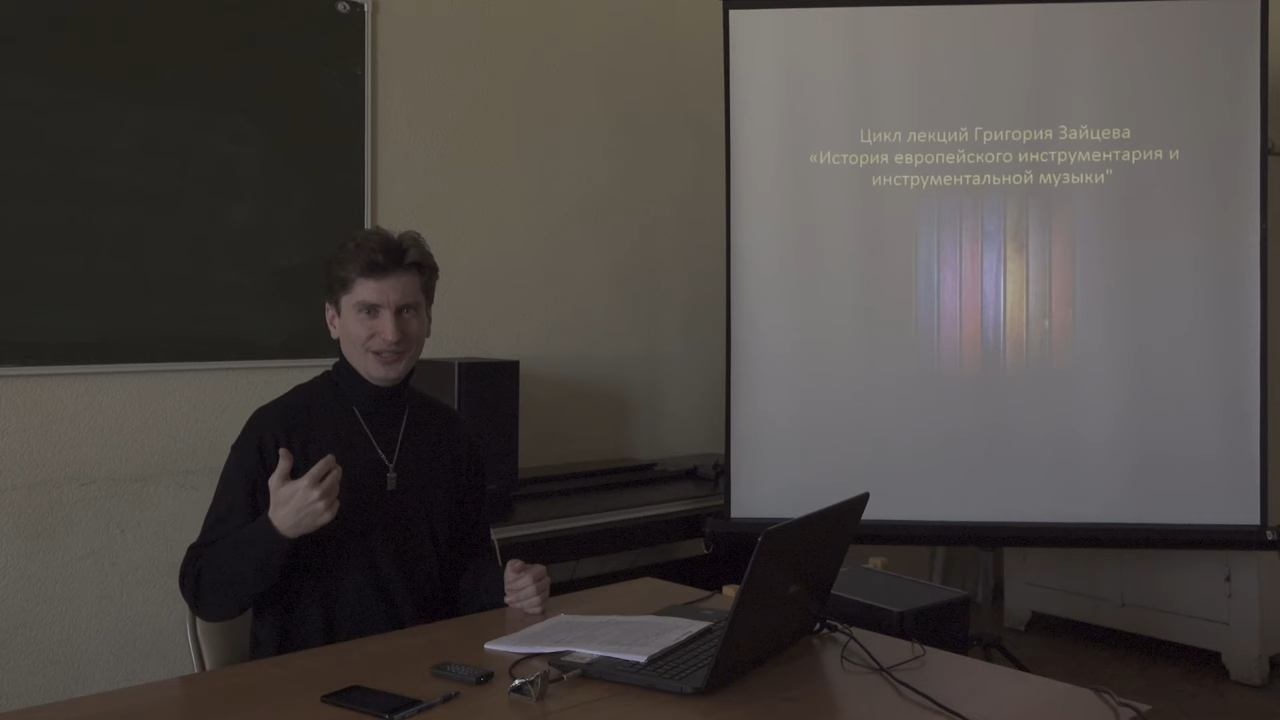 Цикл лекций Григория Зайцева
«История европейского инструментария и
инструментальной музыки"